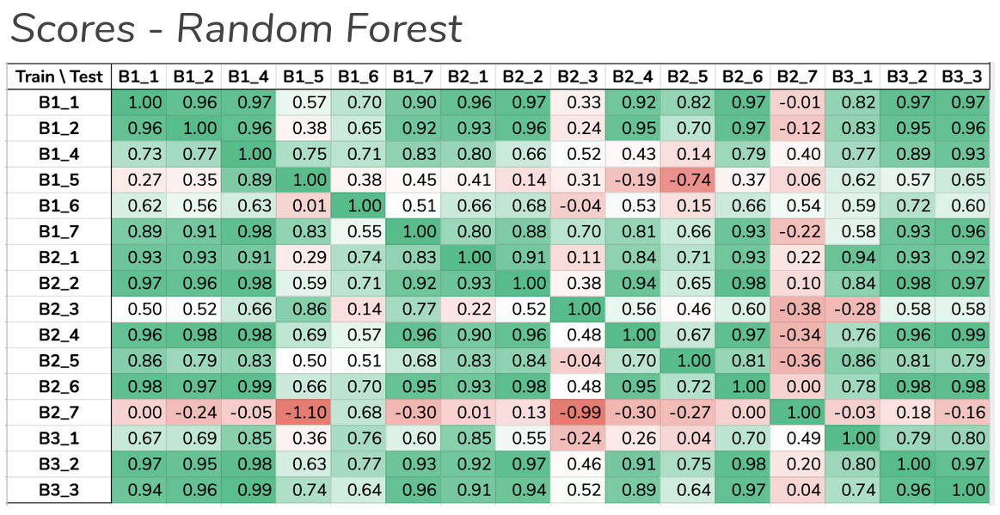 Scores - Random Forest
Train \ Test B1_1 B1_2 B1_4 B1_5 B1_6 B1_7 B2_1 B2_2 B2_3 B2_4 B2_5 B2_6 B2_7 B3_1 B3_2 B3_3
B1_1 1.00 0.96 0.97 0.57 0.70 0.90 0.96 0.97 0.33 0.92 0.82 0.97 -0.01 0.82 0.97 0.97
B1_2 0.96 1.00 0.96 0.38 0.65 0.92 0.93 0.96 0.24 0.95 0.70 0.97 -0.12 0.83 0.95 0.96
B1_4 0.73 0.77 1.00 0.75 0.71 0.83 0.80 0.66 0.52 0.43 0.14 0.79 0.40 0.77 0.89 0.93
B1_5 0.27 0.35 0.89 1.00 0.38 0.45 0.41 0.14 0.31 -0.19 -0.74 0.37 0.06 0.62 0.57 0.65
B1_6 0.62 0.56 0.63 0.01 1.00 0.51 0.66 0.68 -0.04 0.53 0.15 0.66 0.54 0.59 0.72 0.60
B1_7 0.89 0.91 0.98 0.83 0.55 1.00 0.80 0.88 0.70 0.81 0.66 0.93 -0.22 0.58 0.93 0.96
B2_1 0.93 0.93 0.91 0.29 0.74 0.83 1.00 0.91 0.11 0.84 0.71 0.93 0.22 0.94 0.93 0.92
B2_2 0.97 0.96 0.98 0.59 0.71 0.92 0.93 1.00 0.38 0.94 0.65 0.98 0.10 0.84 0.98 0.97
B2_3 0.50 0.52 0.66 0.86 0.14 0.77 0.22 0.52 1.00 0.56 0.46 0.60 -0.38 -0.28 0.58 0.58
B2_4 0.96 0.98 0.98 0.69 0.57 0.96 0.90 0.96 0.48 1.00 0.67 0.97 -0.34 0.76 0.96 0.99
B2_5 0.86 0.79 0.83 0.50 0.51 0.68 0.83 0.84 -0.04 0.70 1.00 0.81 -0.36 0.86 0.81 0.79
B2_6 0.98 0.97 0.99 0.66 0.70 0.95 0.93 0.98 0.48 0.95 0.72 1.00 0.00 0.78 0.98 0.98
B2_7 0.00 -0.24 -0.05 -1.10 0.68 -0.30 0.01 0.13 -0.99 -0.30 -0.27 0.00 1.00 -0.03 0.18 -0.16
B3_1 0.67 0.69 0.85 0.36 0.76 0.60 0.85 0.55 -0.24 0.26 0.04 0.70 0.49 1.00 0.79 0.80
B3_2 0.97 0.95 0.98 0.63 0.77 0.93 0.92 0.97 0.46 0.91 0.75 0.98 0.20 0.80 1.00 0.97
B3_3 0.94 0.96 0.99 0.74 0.64 0.96 0.91 0.94 0.52 0.89 0.64 0.97 0.04 0.74 0.96 1.00